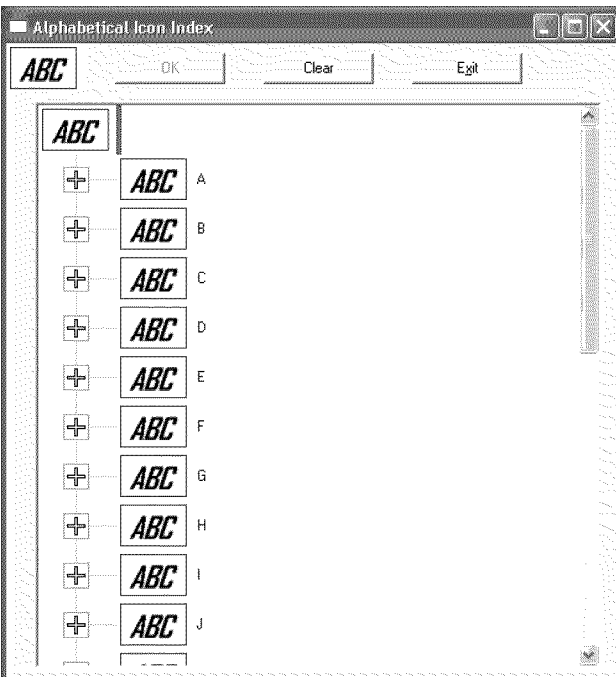 Alphabetical Icon Index
ABC OK Clear Exit
ABC
ABC A
ABC B
ABC C
ABC D
ABC E
ABC F
ABC G
ABC H
ABC I
ABC J